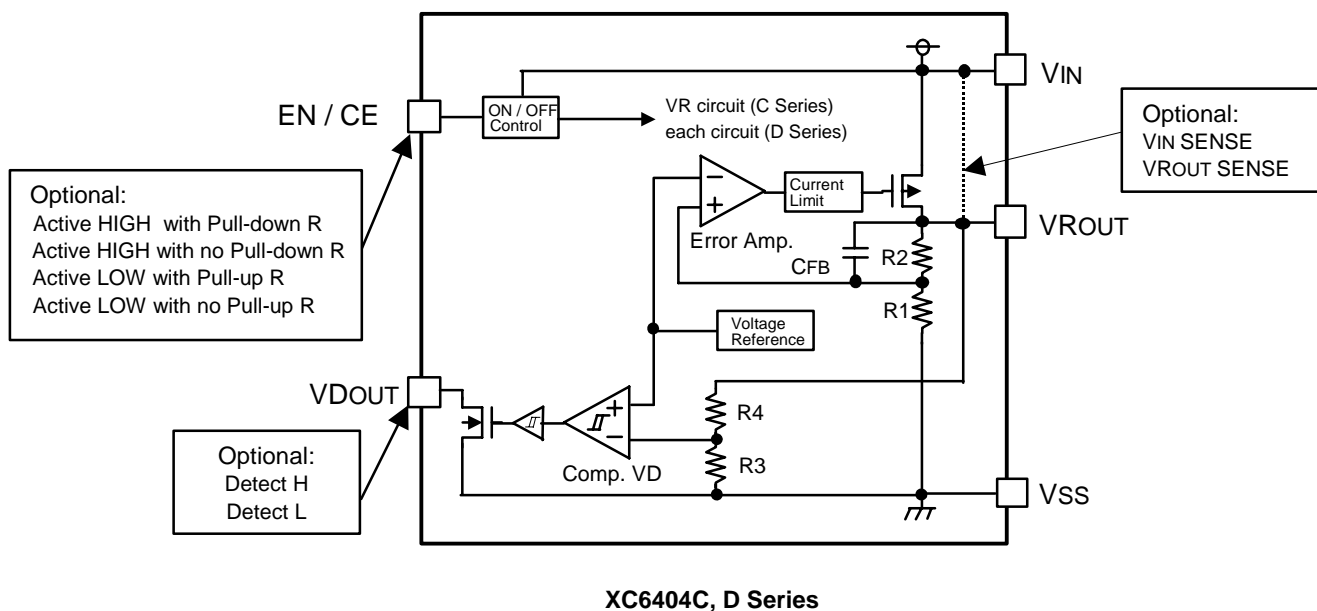 VIN
EN / CE
ON / OFF
Control
VR circuit (C Series)
each circuit (D Series)
Optional:
VIN SENSE
VROUT SENSE
Optional:
Active HIGH with Pull-down R
Active HIGH with no Pull-down R
Active LOW with Pull-up R
Active LOW with no Pull-up R
−
+
Error Amp.
Current
Limit
VROUT
CFB
R2
R1
Voltage
Reference
VDOUT
+
−
Comp. VD
R4
R3
Optional:
Detect H
Detect L
VSS
XC6404C, D Series